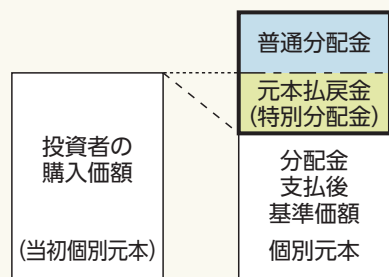 普通分配金
元本払戻金
(特別分配金)
投資者の
購入価額
(当初個別元本)
分配金
支払後
基準価額
個別元本